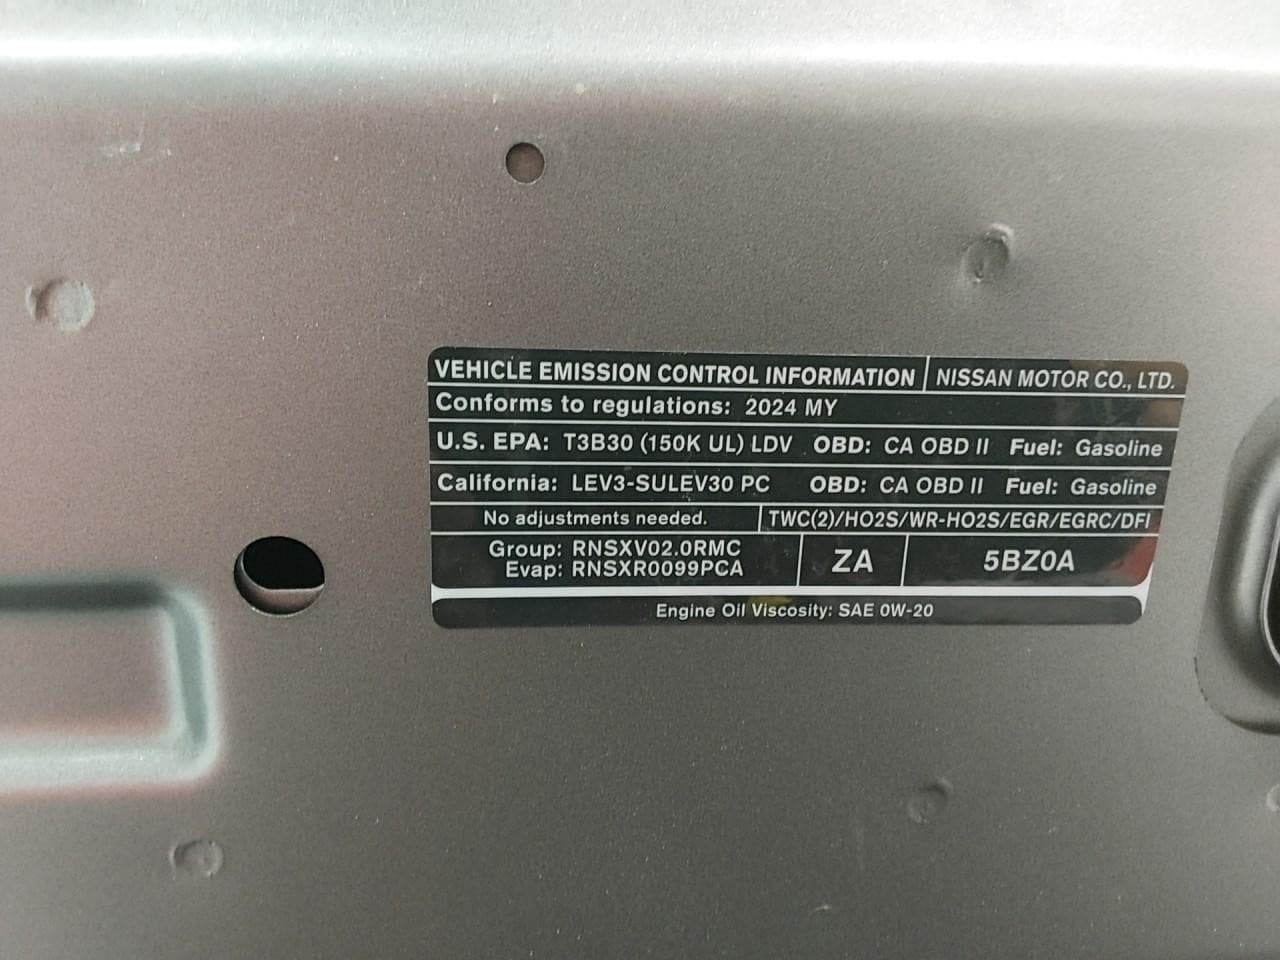 VEHICLE EMISSION CONTROL INFORMATION NISSAN MOTOR CO., LTD.
Conforms to regulations: 2024 MY
U.S. EPA: T3B30 (150K UL) LDV OBD: CA OBD II Fuel: Gasoline
California: LEV3-SULEV30 PC OBD: CA OBD II Fuel: Gasoline
No adjustments needed. TWC(2)/HO2S/WR-HO2S/EGR/EGRC/DFI
Group: RNSXV02.0RMC
Evap: RNSXR0099PCA
ZA
5BZ0A
Engine Oil Viscosity: SAE 0W-20